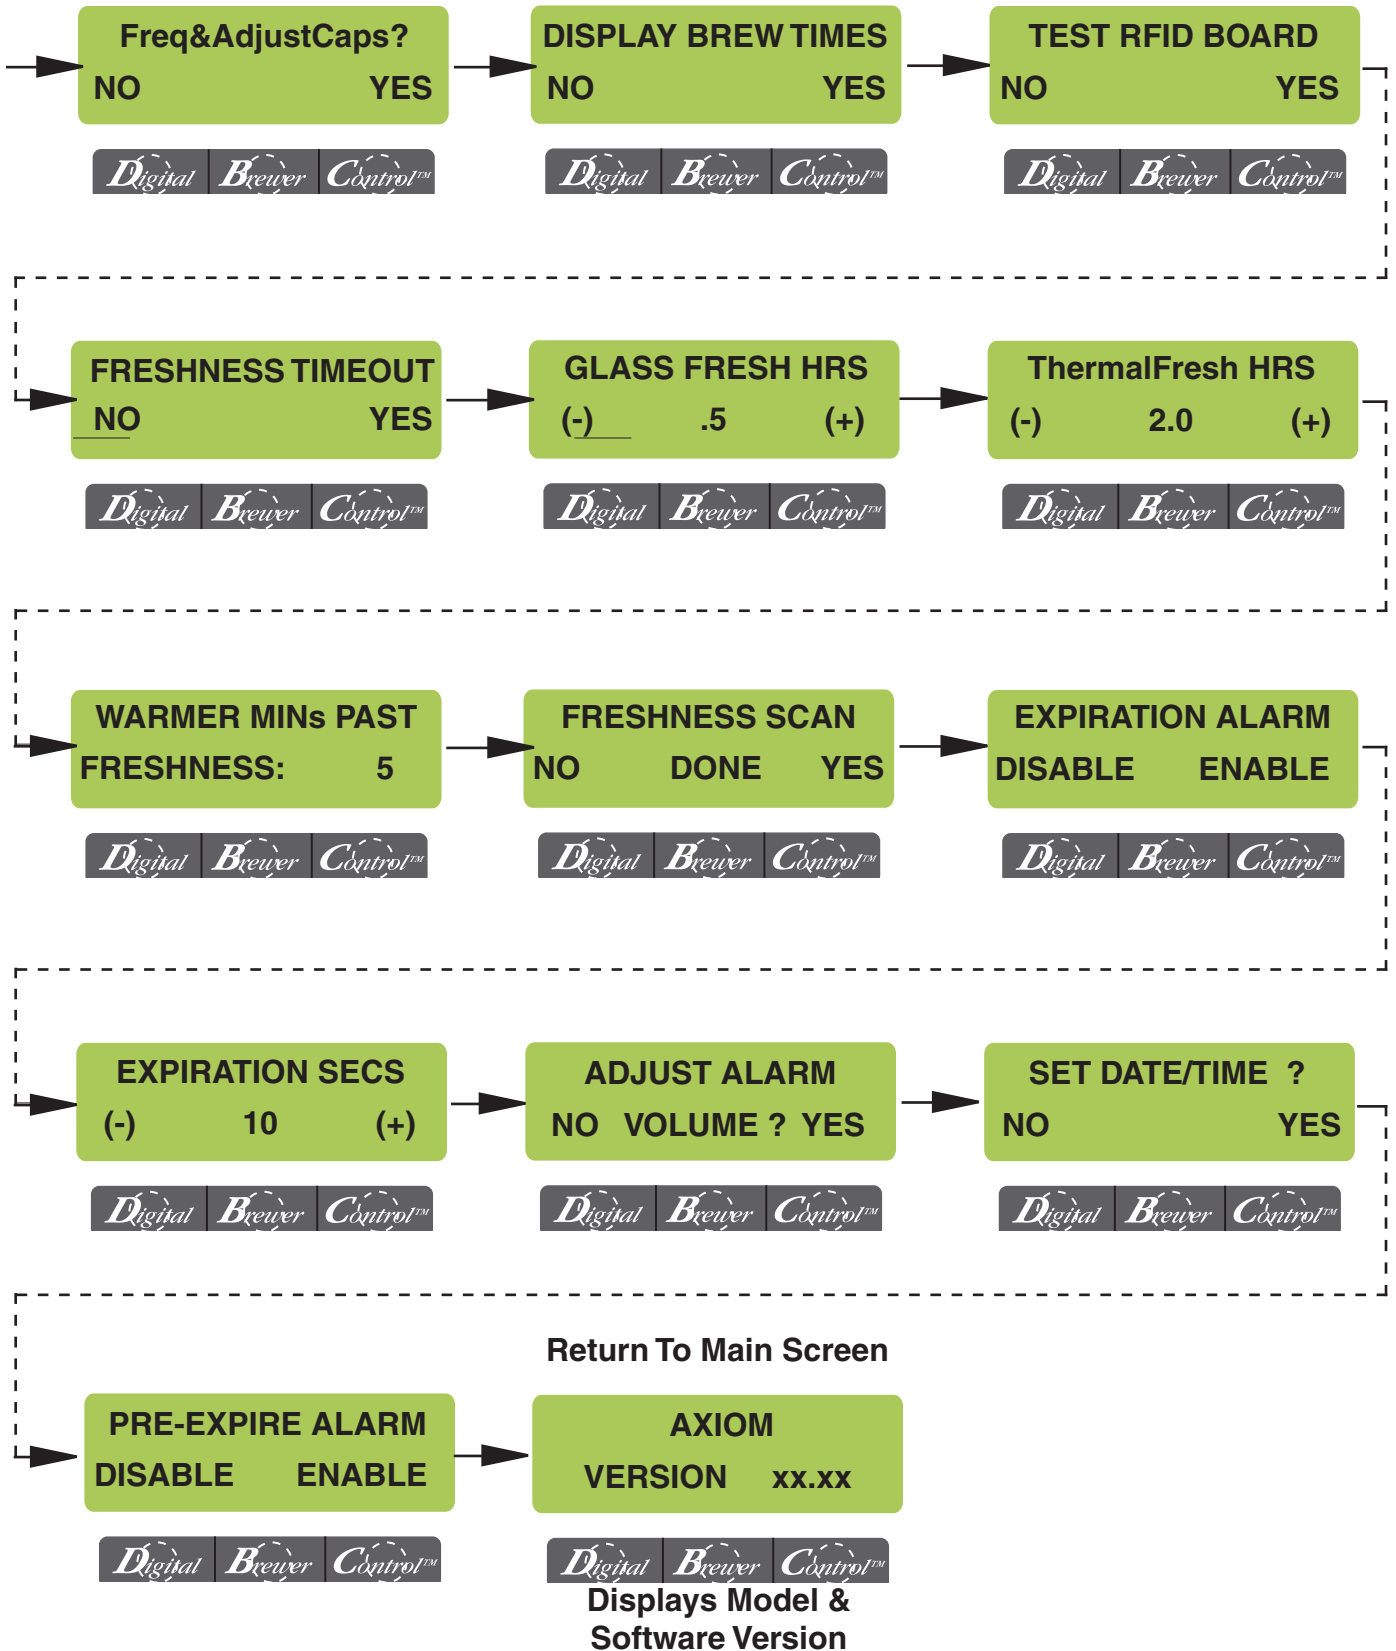 Freq&AdjustCaps?
NO YES
Digital Brewer Control™
DISPLAY BREW TIMES
NO YES
Digital Brewer Control™
TEST RFID BOARD
NO YES
Digital Brewer Control™
FRESHNESS TIMEOUT
NO YES
Digital Brewer Control™
GLASS FRESH HRS
(-) .5 (+)
Digital Brewer Control™
ThermalFresh HRS
(-) 2.0 (+)
Digital Brewer Control™
WARMER MINs PAST
FRESHNESS: 5
Digital Brewer Control™
FRESHNESS SCAN
NO DONE YES
Digital Brewer Control™
EXPIRATION ALARM
DISABLE ENABLE
Digital Brewer Control™
EXPIRATION SECS
(-) 10 (+)
Digital Brewer Control™
ADJUST ALARM
NO VOLUME ? YES
Digital Brewer Control™
SET DATE/TIME ?
NO YES
Digital Brewer Control™
PRE-EXPIRE ALARM
DISABLE ENABLE
Digital Brewer Control™
Return To Main Screen
AXIOM
VERSION xx.xx
Digital Brewer Control™
Displays Model &
Software Version